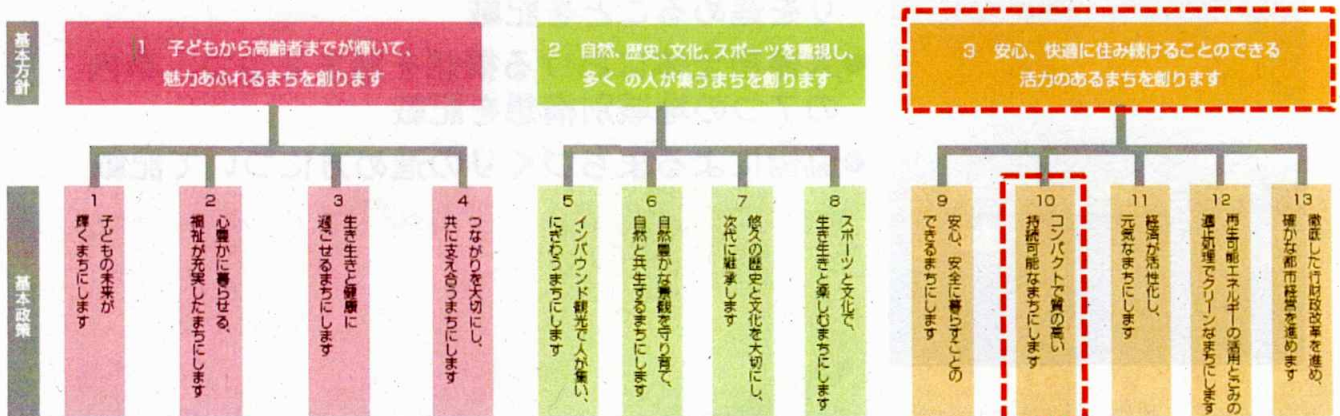 基本方針
1 子どもから高齢者までが輝いて、
魅力あふれるまちを創ります
2 自然、歴史、文化、スポーツを重視し、
多くの人が集うまちを創ります
3 安心、快適に住み続けることのできる
活力のあるまちを創ります
基本政策
1
子どもの未来が
輝くまちにします
2
心豊かに暮らせる、
福祉が充実したまちにします
3
生き生きと健康に
過ごせるまちにします
4
つながりを大切にし、
共に支え合うまちにします
5
インバウンド観光で人が集い、
にぎわうまちにします
6
自然豊かな景観を守り育て、
自然と共生するまちにします
7
悠久の歴史と文化を大切にし、
次代に継承します
8
スポーツと文化で、
生き生きと楽しむまちにします
9
安心、安全に暮らすことの
できるまちにします
10
コンパクトで質の高い
持続可能なまちにします
11
経済が活性化し、
元気なまちにします
12
再生可能エネルギーの活用とごみの
適正処理でクリーンなまちにします
13
徹底した行財政改革を進め、
確かな都市経営を進めます